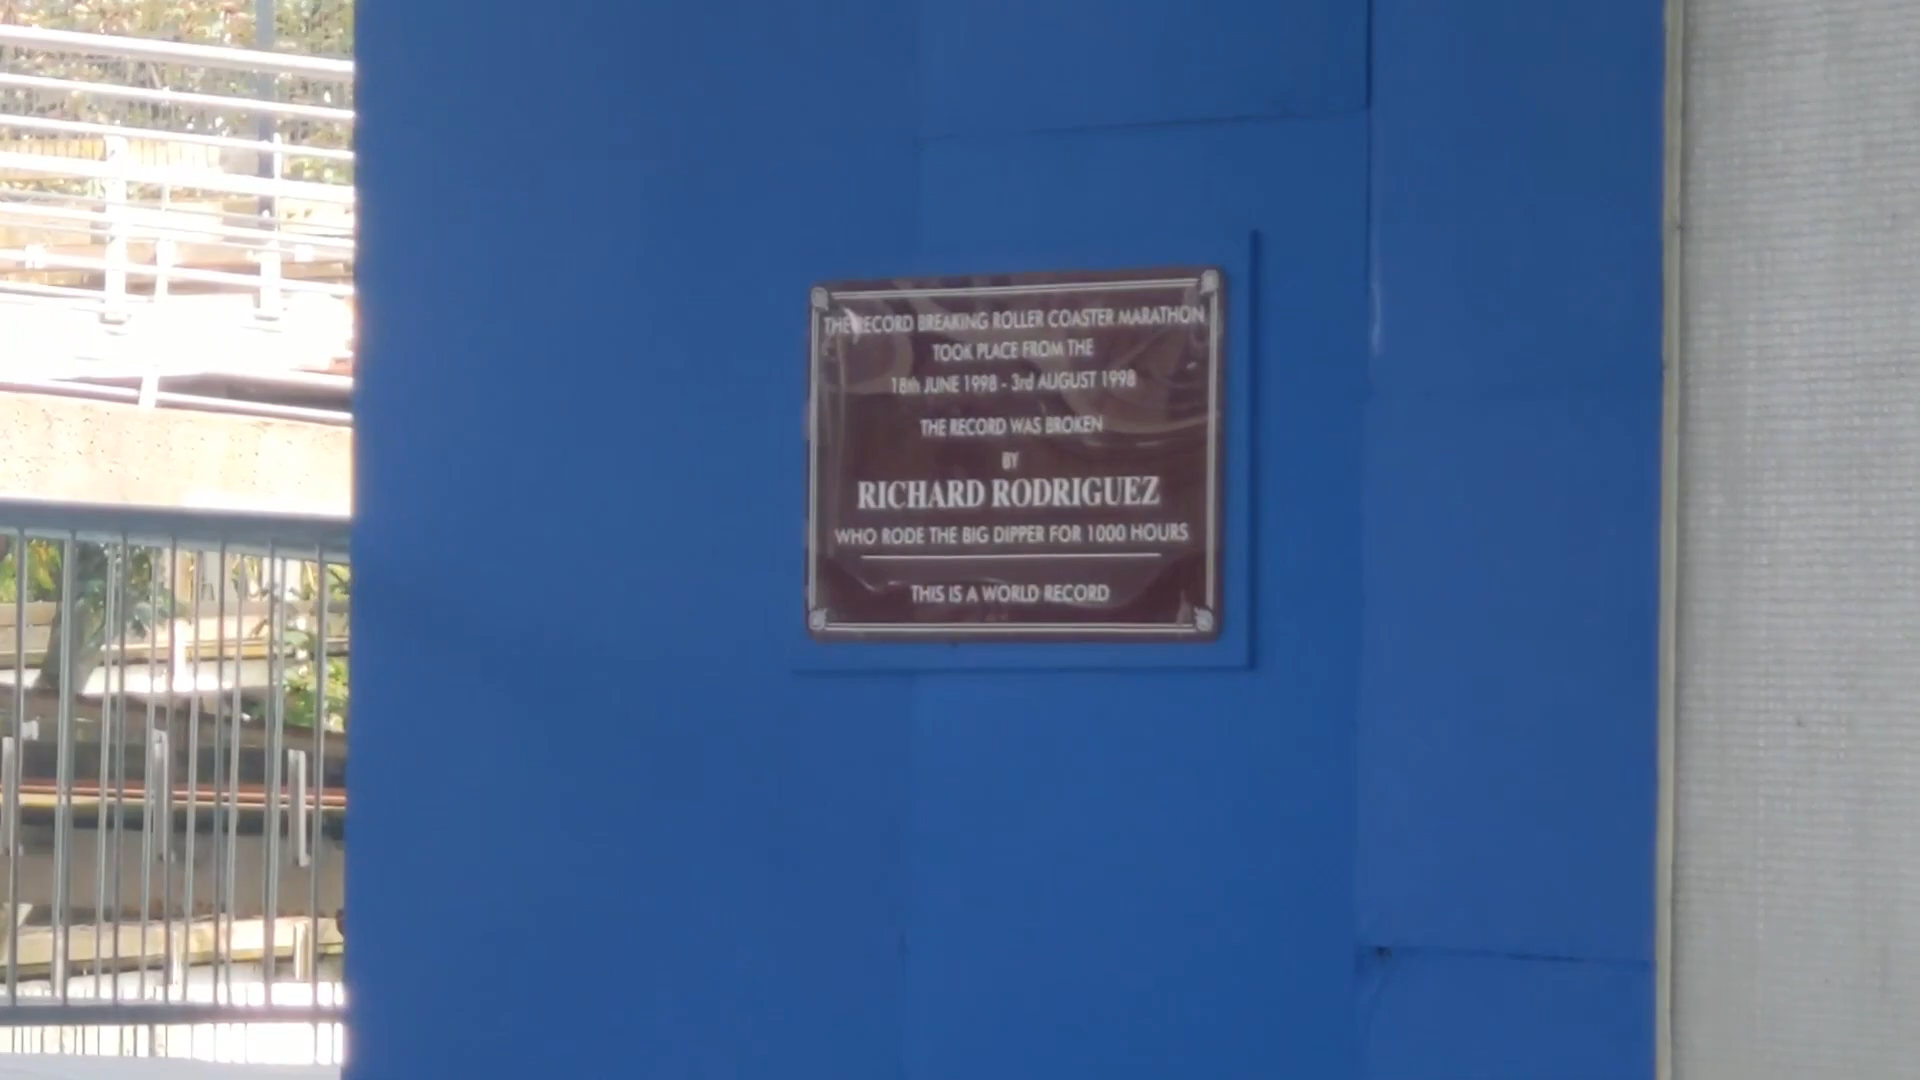 THE RECORD BREAKING ROLLER COASTER MARATHON
TOOK PLACE FROM THE
18th JUNE 1998 - 3rd AUGUST 1998
THE RECORD WAS BROKEN
BY
RICHARD RODRIGUEZ
WHO RODE THE BIG DIPPER FOR 1000 HOURS
THIS IS A WORLD RECORD